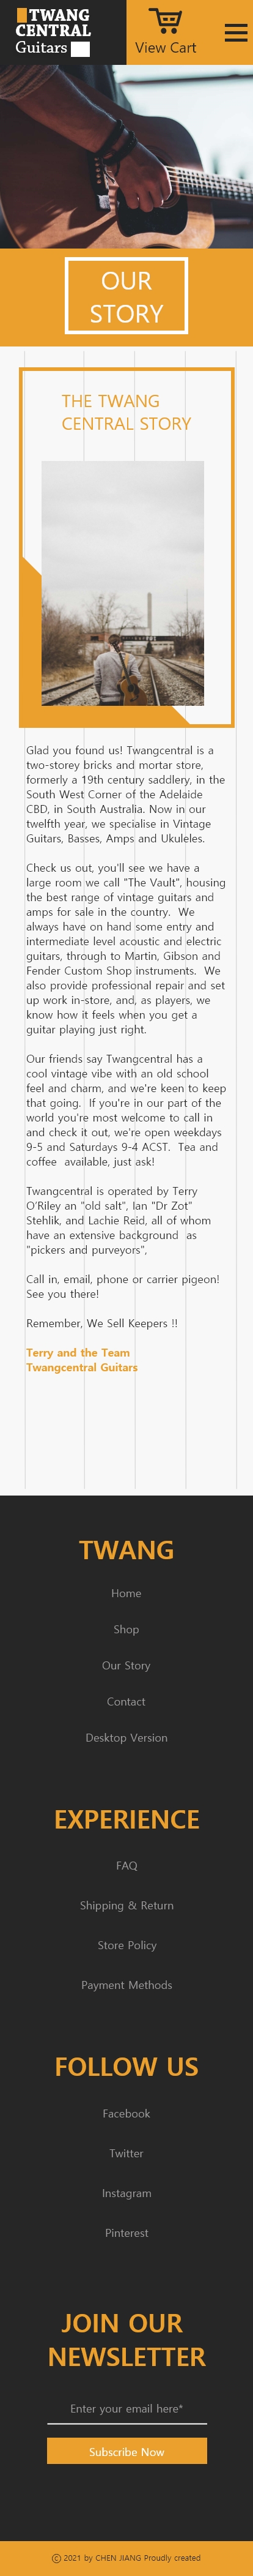 TWANG
CENTRAL
Guitars
View Cart
OUR
STORY
THE TWANG
CENTRAL STORY
Glad you found us! Twangcentral is a
two-storey bricks and mortar store,
formerly a 19th century saddlery, in the
South West Corner of the Adelaide
CBD, in South Australia. Now in our
twelfth year, we specialise in Vintage
Guitars, Basses, Amps and Ukuleles.
Check us out, you'll see we have a
large room we call "The Vault", housing
the best range of vintage guitars and
amps for sale in the country. We
always have on hand some entry and
intermediate level acoustic and electric
guitars, through to Martin, Gibson and
Fender Custom Shop instruments. We
also provide professional repair and set
up work in-store, and, as players, we
know how it feels when you get a
guitar playing just right.
Our friends say Twangcentral has a
cool vintage vibe with an old school
feel and charm, and we're keen to keep
that going. If you're in our part of the
world you're most welcome to call in
and check it out, we're open weekdays
9-5 and Saturdays 9-4 ACST. Tea and
coffee available, just ask!
Twangcentral is operated by Terry
O'Riley an "old salt", Ian "Dr Zot"
Stehlik, and Lachie Reid, all of whom
have an extensive background as
"pickers and purveyors",
Call in, email, phone or carrier pigeon!
See you there!
Remember, We Sell Keepers !!
Terry and the Team
Twangcentral Guitars
TWANG
Home
Shop
Our Story
Contact
Desktop Version
EXPERIENCE
FAQ
Shipping & Return
Store Policy
Payment Methods
FOLLOW US
Facebook
Twitter
Instagram
Pinterest
JOIN OUR
NEWSLETTER
Enter your email here*
Subscribe Now
© 2021 by CHEN JIANG Proudly created